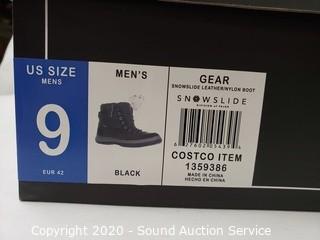 US SIZE
MENS
9
EUR 42
MEN'S
BLACK
GEAR
SNOWSLIDE LEATHER/NYLON BOOT
SNOWSLIDE
COSTCO ITEM
1359386
MADE IN CHINA
HECHO EN CHINA
Copyright 2020 - Sound Auction Service